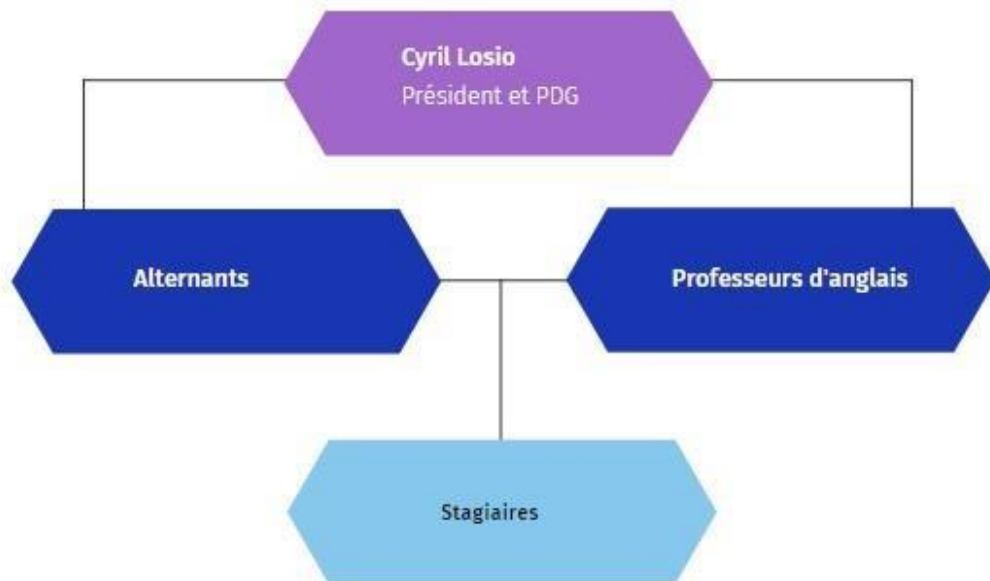 Cyril Losio
Président et PDG
Alternants
Professeurs d'anglais
Stagiaires